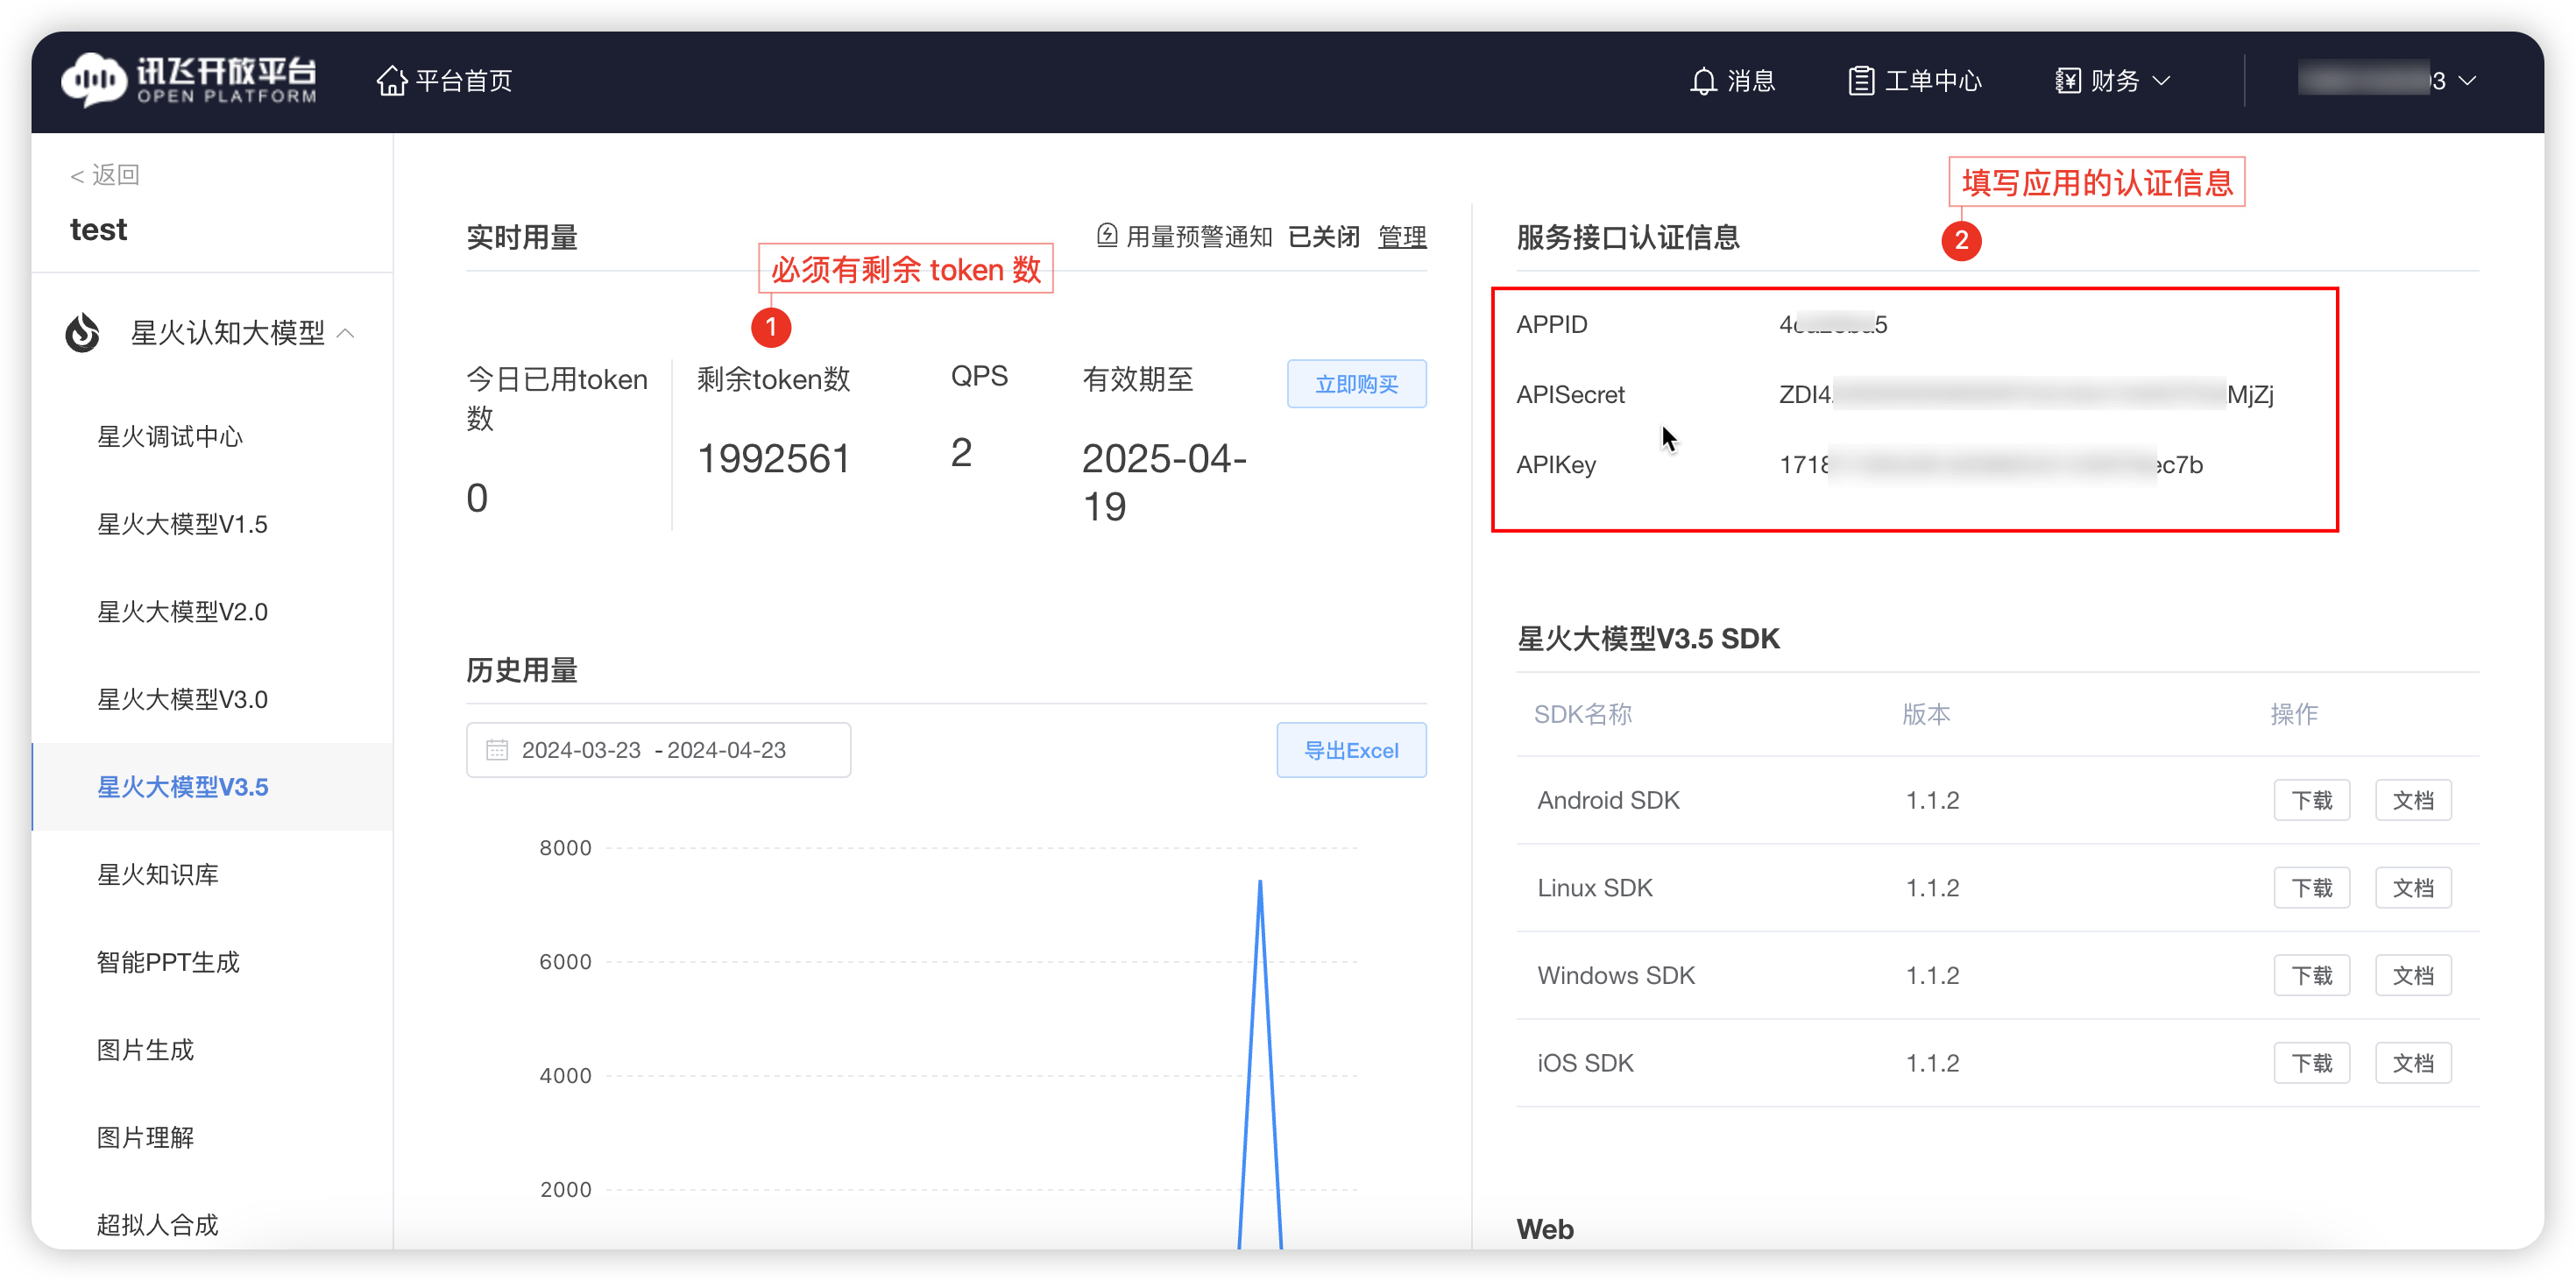 讯飞开放平台
OPEN PLATFORM
平台首页
消息
工单中心
财务
3
< 返回
test
星火认知大模型
星火调试中心
星火大模型V1.5
星火大模型V2.0
星火大模型V3.0
星火大模型V3.5
星火知识库
智能PPT生成
图片生成
图片理解
超拟人合成
实时用量
用量预警通知 已关闭 管理
必须有剩余 token 数
1
今日已用token
数
0
剩余token数
1992561
QPS
2
有效期至
2025-04-
19
立即购买
历史用量
2024-03-23 - 2024-04-23
导出Excel
8000
6000
4000
2000
填写应用的认证信息
2
服务接口认证信息
APPID 4 5
APISecret ZDI4 MjZj
APIKey 1718 ec7b
星火大模型V3.5 SDK
SDK名称 版本 操作
Android SDK 1.1.2 下载 文档
Linux SDK 1.1.2 下载 文档
Windows SDK 1.1.2 下载 文档
iOS SDK 1.1.2 下载 文档
Web